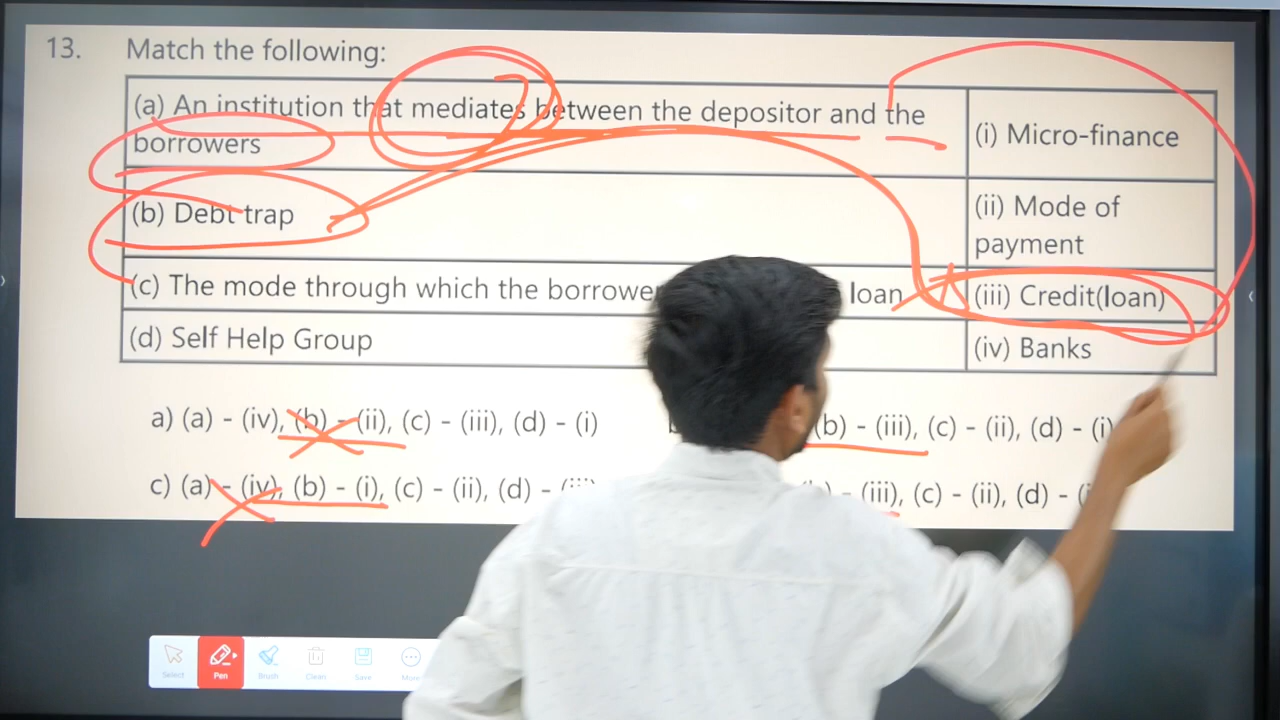 13. Match the following:
(a) An institution that mediates between the depositor and the borrowers
(i) Micro-finance
(b) Debt trap
(ii) Mode of payment
(c) The mode through which the loan
(iii) Credit(loan)
(d) Self Help Group
(iv) Banks
a) (a) - (iv), (b) - (ii), (c) - (iii), (d) - (i)
(b) - (iii), (c) - (ii), (d) - (i)
c) (a) - (iv), (b) - (i), (c) - (ii), (d) -
- (iii), (c) - (ii), (d) -
Select Pen Brush Clean Save More